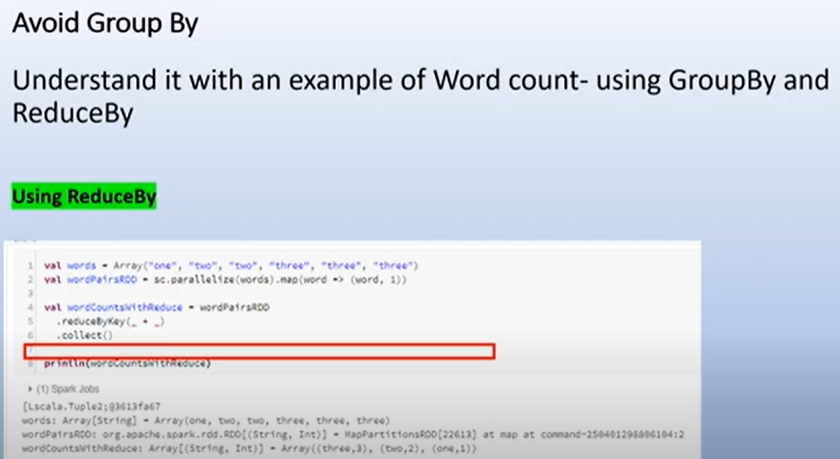 Avoid Group By
Understand it with an example of Word count- using GroupBy and
ReduceBy
Using ReduceBy
1 val words = Array("one", "two", "two", "three", "three", "three")
2 val wordPairsRDD = sc.parallelize(words).map(word => (word, 1))
3
4 val wordCountsWithReduce = wordPairsRDD
5 .reduceByKey(_ + _)
6 .collect()
7
8 println(wordCountsWithReduce)
▸ (1) Spark Jobs
[Lscala.Tuple2;@3613fa67
words: Array[String] = Array(one, two, two, three, three, three)
wordPairsRDD: org.apache.spark.rdd.RDD[(String, Int)] = MapPartitionsRDD[22613] at map at
wordCountsWithReduce: Array[(String, Int)] = Array((three,3), (two,2), (one,1))